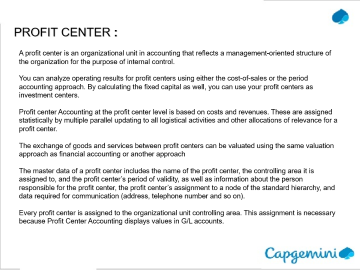 PROFIT CENTER :
A profit center is an organizational unit in accounting that reflects a management-oriented structure of
the organization for the purpose of internal control.
You can analyze operating results for profit centers using either the cost-of-sales or the period
accounting approach. By calculating the fixed capital as well, you can use your profit centers as
investment centers.
Profit center Accounting at the profit center level is based on costs and revenues. These are assigned
statistically by multiple parallel updating to all logistical activities and other allocations of relevance for a
profit center.
The exchange of goods and services between profit centers can be valuated using the same valuation
approach as financial accounting or another approach
The master data of a profit center includes the name of the profit center, the controlling area it is
assigned to, and the profit center's period of validity, as well as information about the person
responsible for the profit center, the profit center's assignment to a node of the standard hierarchy, and
data required for communication (address, telephone number and so on).
Every profit center is assigned to the organizational unit controlling area. This assignment is necessary
because Profit Center Accounting displays values in G/L accounts.
Capgemini